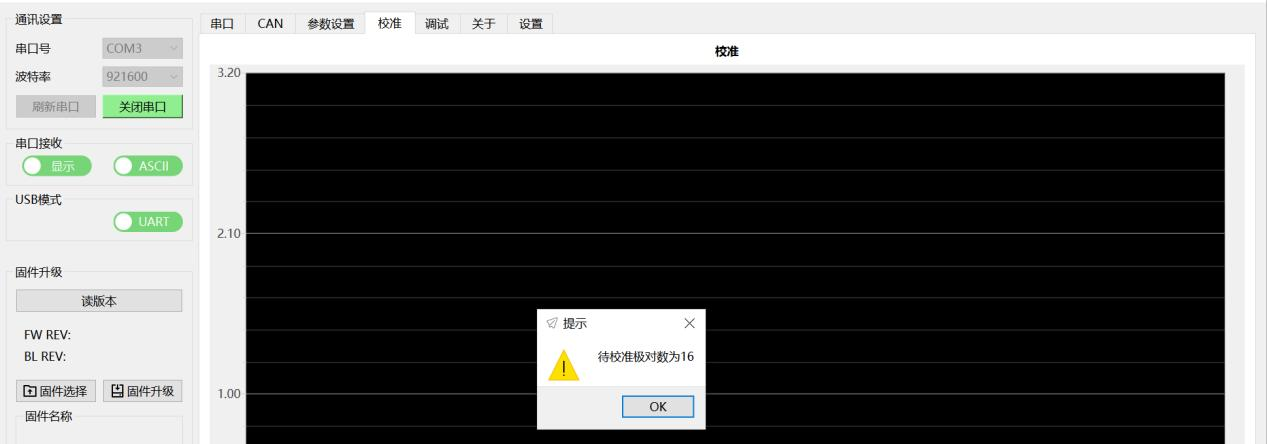 通讯设置
串口号
COM3
波特率
921600
刷新串口
关闭串口
串口接收
显示
ASCII
USB模式
UART
固件升级
读版本
FW REV:
BL REV:
固件选择
固件升级
固件名称
串口
CAN
参数设置
校准
调试
关于
设置
校准
3.20
2.10
1.00
提示
待校准极对数为16
OK